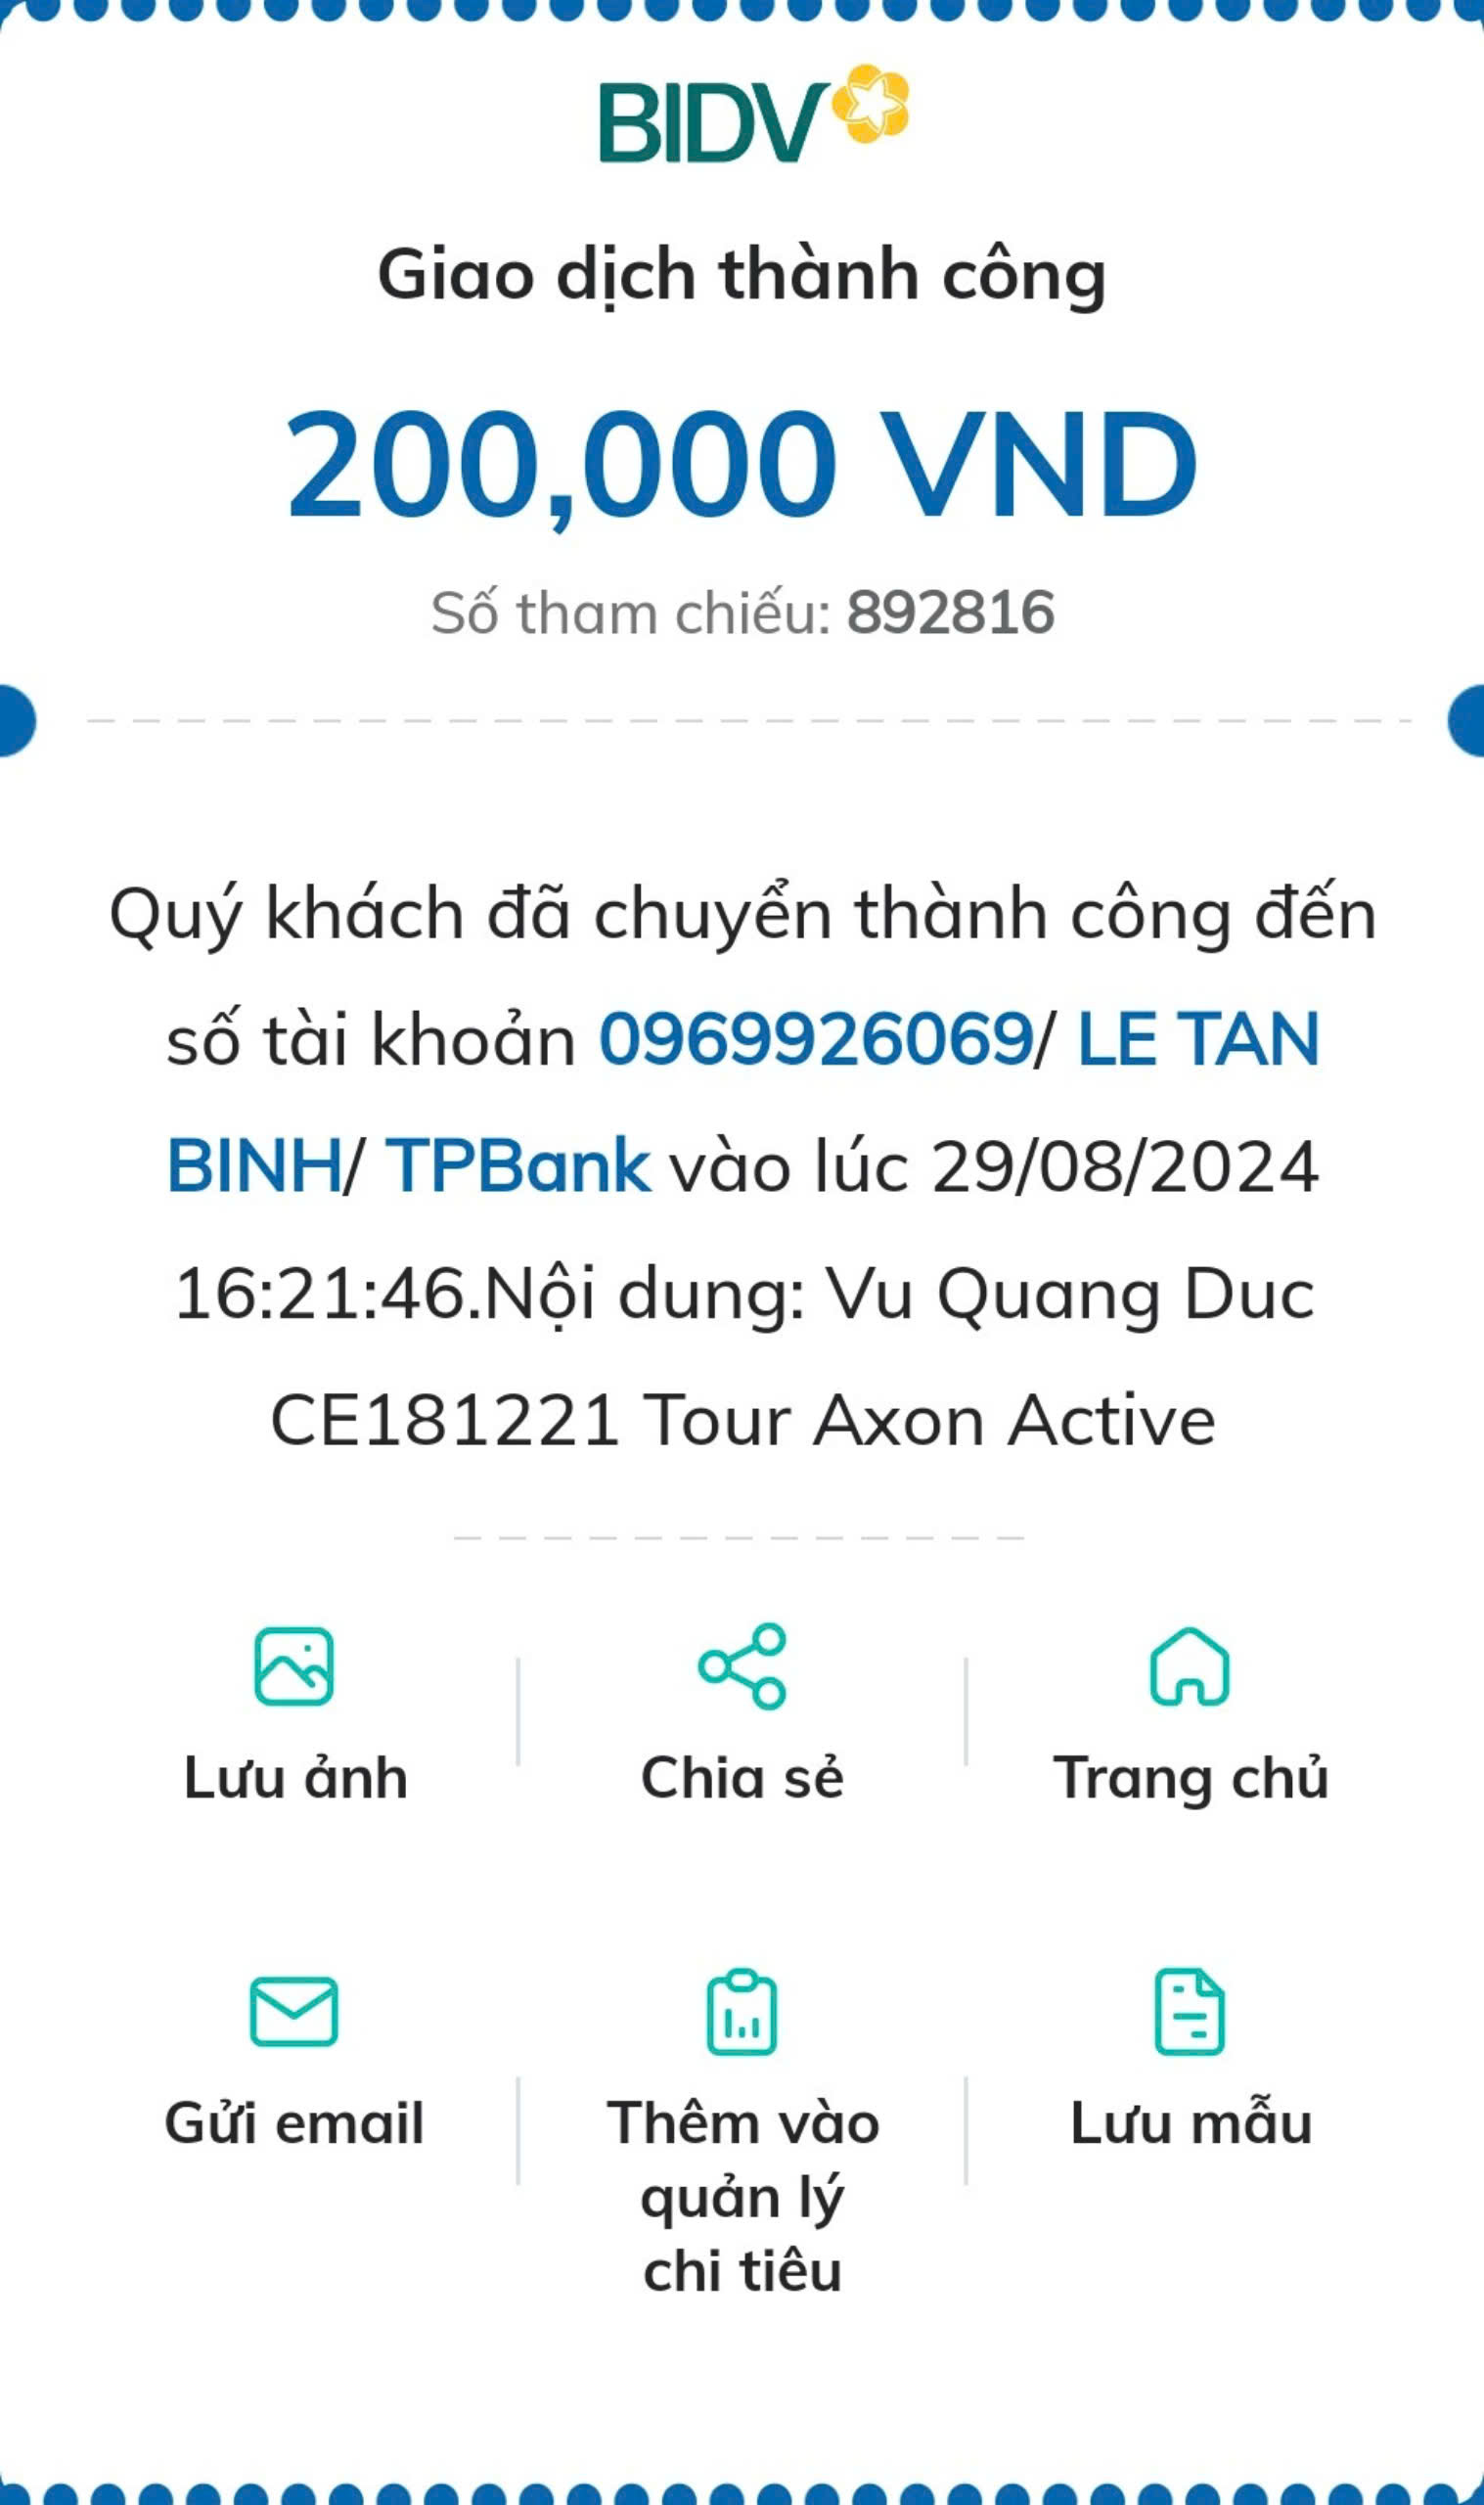 BIDV
Giao dịch thành công
200,000 VND
Số tham chiếu: 892816
Quý khách đã chuyển thành công đến
số tài khoản 0969926069/ LE TAN
BINH/ TPBank vào lúc 29/08/2024
16:21:46.Nội dung: Vu Quang Duc
CE181221 Tour Axon Active
Lưu ảnh
Chia sẻ
Trang chủ
Gửi email
Thêm vào
quản lý
chi tiêu
Lưu mẫu